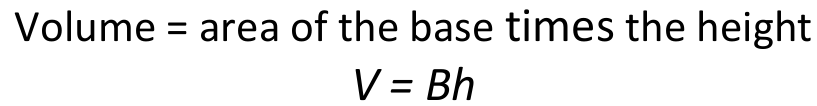 Volume = area of the base times the height
V = Bh